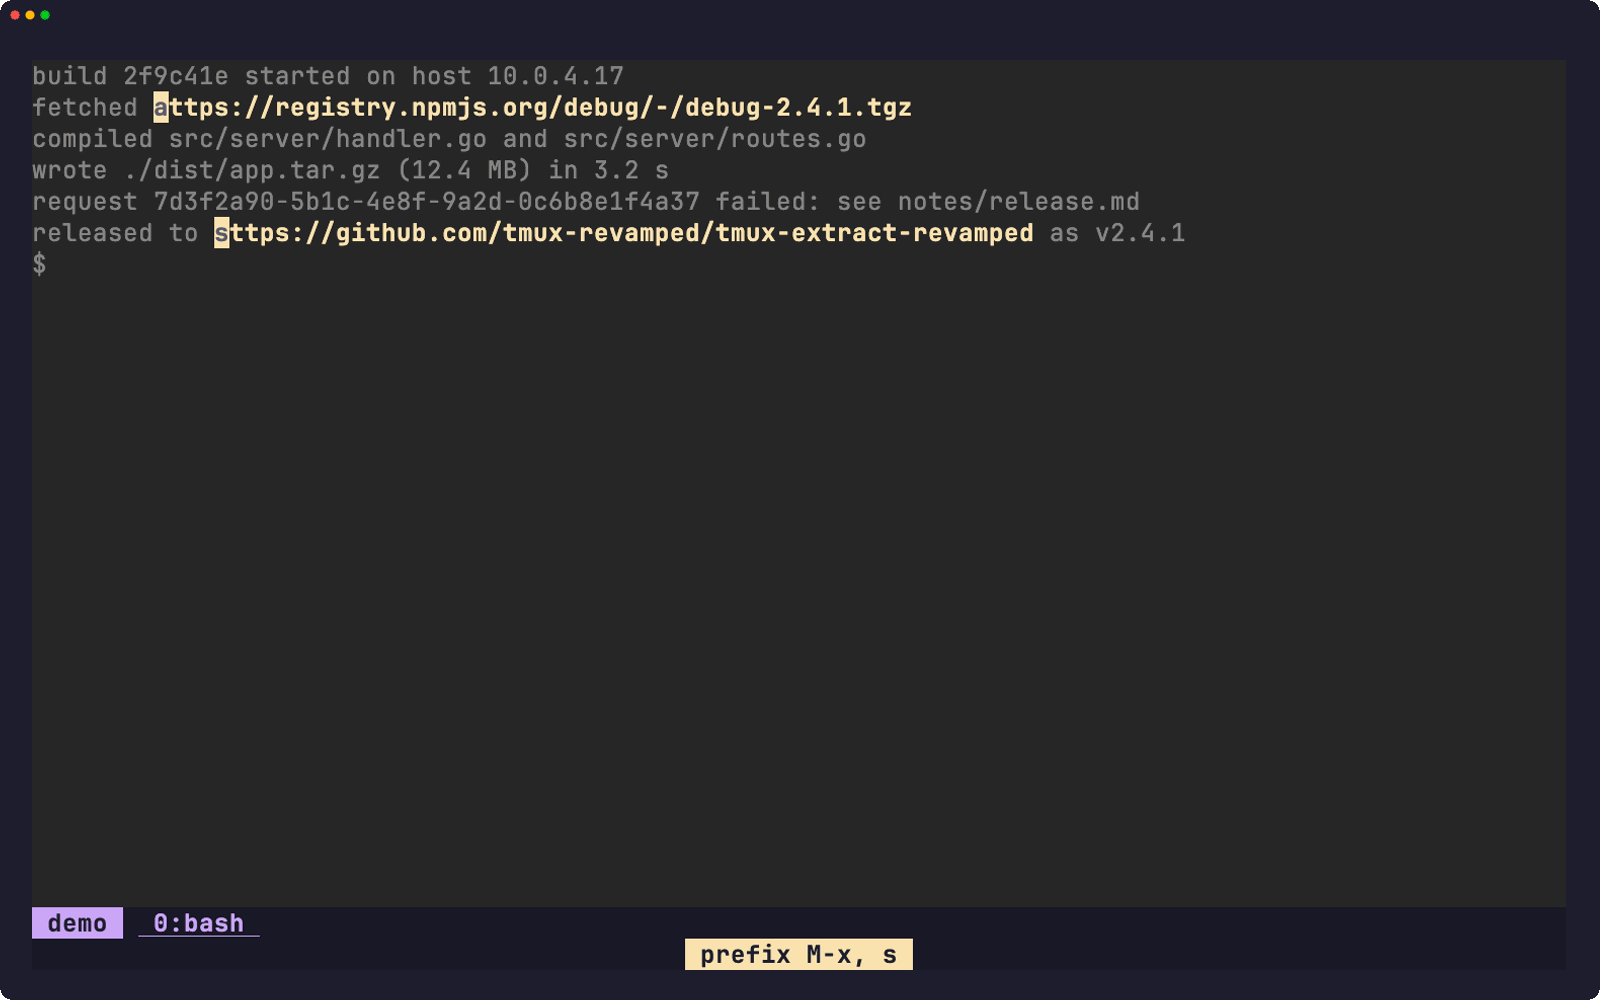 build 2f9c41e started on host 10.0.4.17
fetched attps://registry.npmjs.org/debug/-/debug-2.4.1.tgz
compiled src/server/handler.go and src/server/routes.go
wrote ./dist/app.tar.gz (12.4 MB) in 3.2 s
request 7d3f2a90-5b1c-4e8f-9a2d-0c6b8e1f4a37 failed: see notes/release.md
released to sttps://github.com/tmux-revamped/tmux-extract-revamped as v2.4.1
$
demo 0:bash
prefix M-x, s